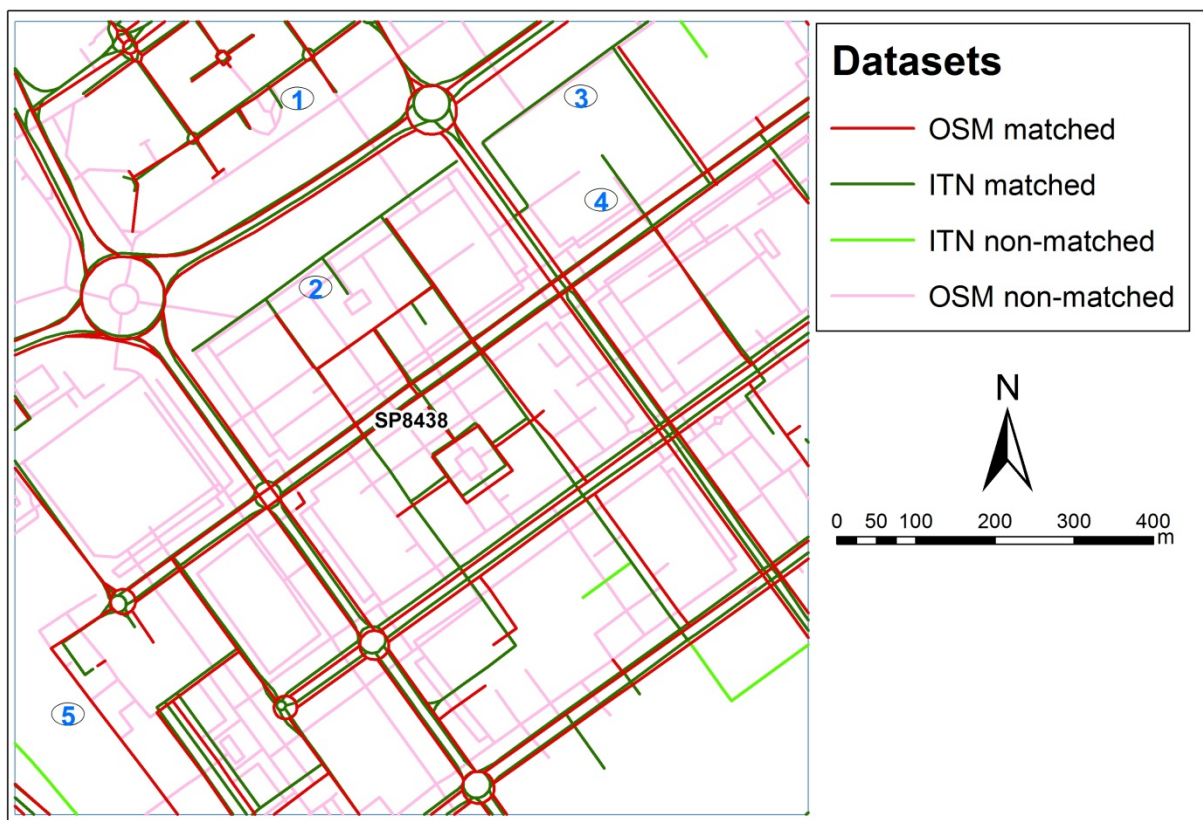 1
3
4
2
SP8438
5
Datasets
OSM matched
ITN matched
ITN non-matched
OSM non-matched
N
0 50 100 200 300 400
m